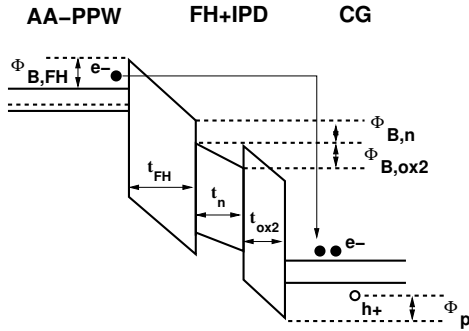 AA−PPW FH+IPD CG
Φ B,FH e−
Φ B,n
Φ B,ox2
t FH
t n
t ox2
e−
h+
Φ p